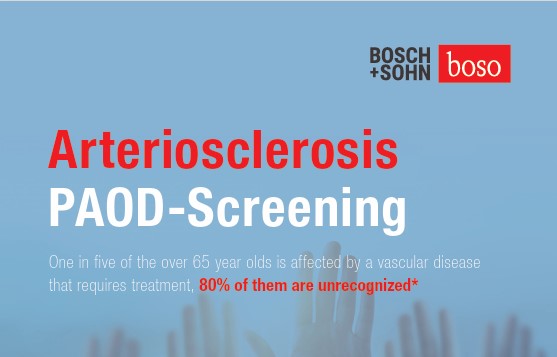 BOSCH
+SOHN boso
Arteriosclerosis
PAOD-Screening
One in five of the over 65 year olds is affected by a vascular disease
that requires treatment, 80% of them are unrecognized*